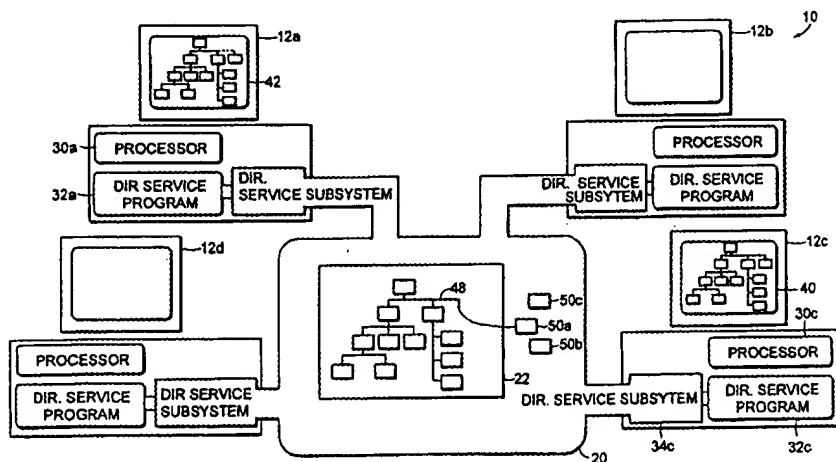 10
12a
12b
42
30a
PROCESSOR
PROCESSOR
32a
DIR SERVICE
PROGRAM
DIR.
SERVICE SUBSYSTEM
DIR. SERVICE
SUBSYTEM
DIR. SERVICE
PROGRAM
12d
12c
40
48
50c
50a
50b
22
30c
PROCESSOR
PROCESSOR
DIR. SERVICE
PROGRAM
DIR SERVICE
SUBSYSTEM
DIR. SERVICE SUBSYTEM
DIR. SERVICE
PROGRAM
20
34c
32c